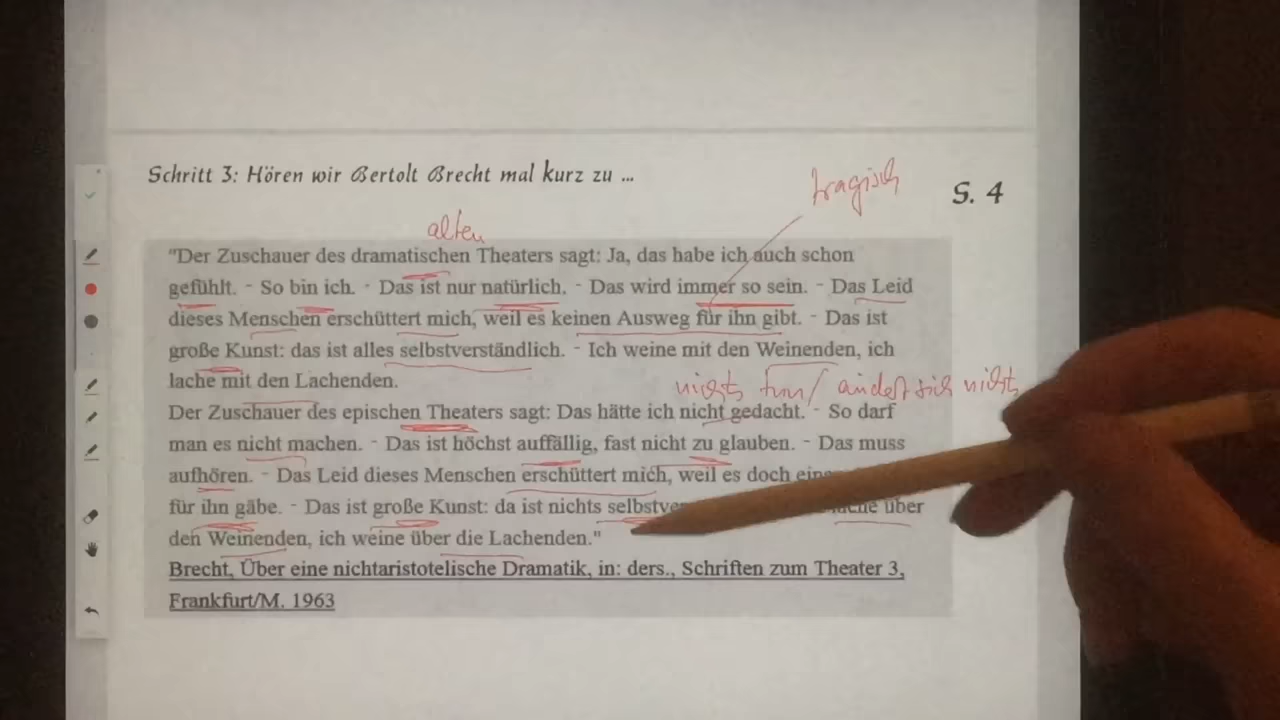 Schritt 3: Hören wir Bertolt Brecht mal kurz zu ...
tragisch
S. 4
alten
"Der Zuschauer des dramatischen Theaters sagt: Ja, das habe ich auch schon
gefühlt. - So bin ich. - Das ist nur natürlich. - Das wird immer so sein. - Das Leid
dieses Menschen erschüttert mich, weil es keinen Ausweg für ihn gibt. - Das ist
große Kunst: das ist alles selbstverständlich. - Ich weine mit den Weinenden, ich
lache mit den Lachenden.
nichts tun / ändert sich nichts
Der Zuschauer des epischen Theaters sagt: Das hätte ich nicht gedacht. - So darf
man es nicht machen. - Das ist höchst auffällig, fast nicht zu glauben. - Das muss
aufhören. - Das Leid dieses Menschen erschüttert mich, weil es doch
für ihn gäbe. - Das ist große Kunst: da ist nichts über
den Weinenden, ich weine über die Lachenden."
Brecht, Über eine nichtaristotelische Dramatik, in: ders., Schriften zum Theater 3,
Frankfurt/M. 1963